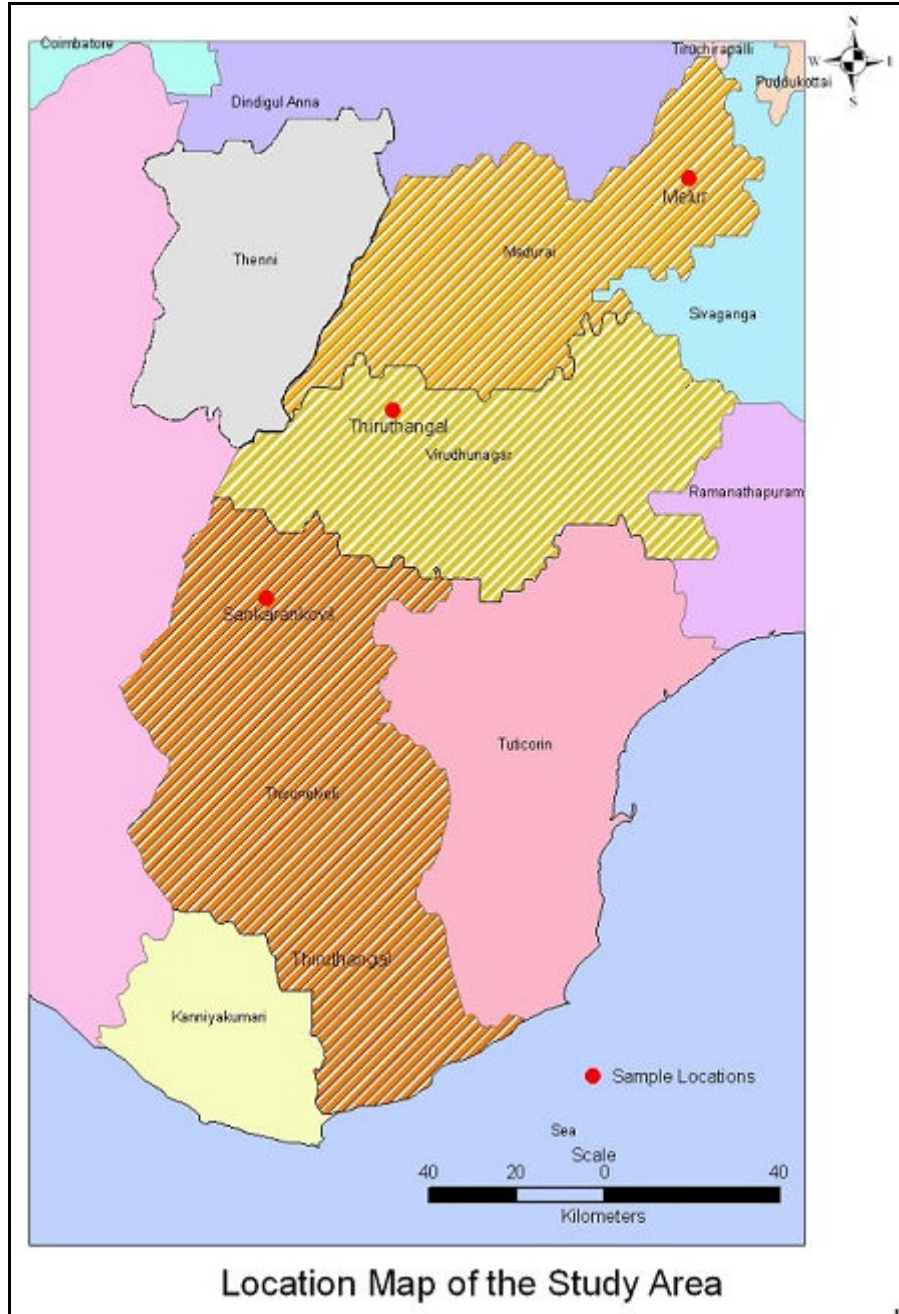 N
Coimbatore
Tiruchirapalli
W
E
Puddukottai
S
Dindigul Anna
Melur
Madurai
Thenni
Sivaganga
Thiruthangal
Virudhunagar
Ramanathapuram
Sankarankovil
Tuticorin
Thirunelveli
Thiruthangal
Kanniyakumari
Sample Locations
Sea
Scale
40 20 0 40
Kilometers
Location Map of the Study Area